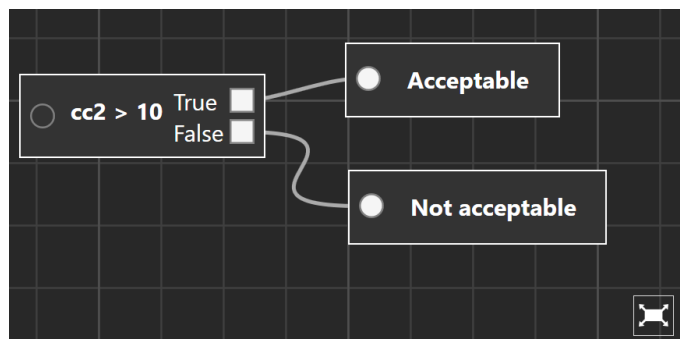 cc2 > 10
True
False
Acceptable
Not acceptable